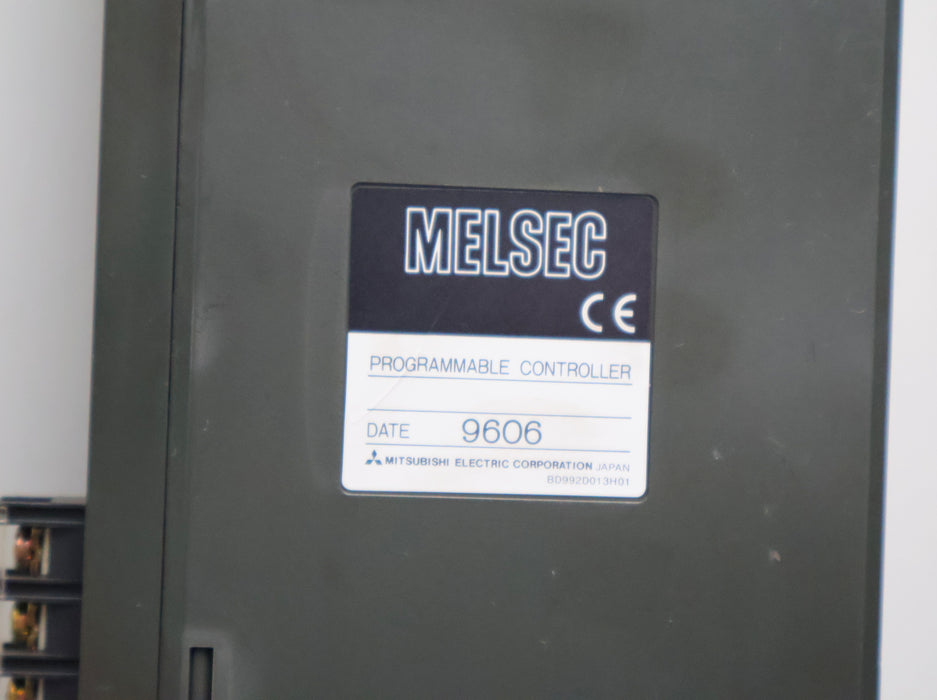 MELSEC
CE
PROGRAMMABLE CONTROLLER
DATE 9606
MITSUBISHI ELECTRIC CORPORATION JAPAN
BD992D013H01